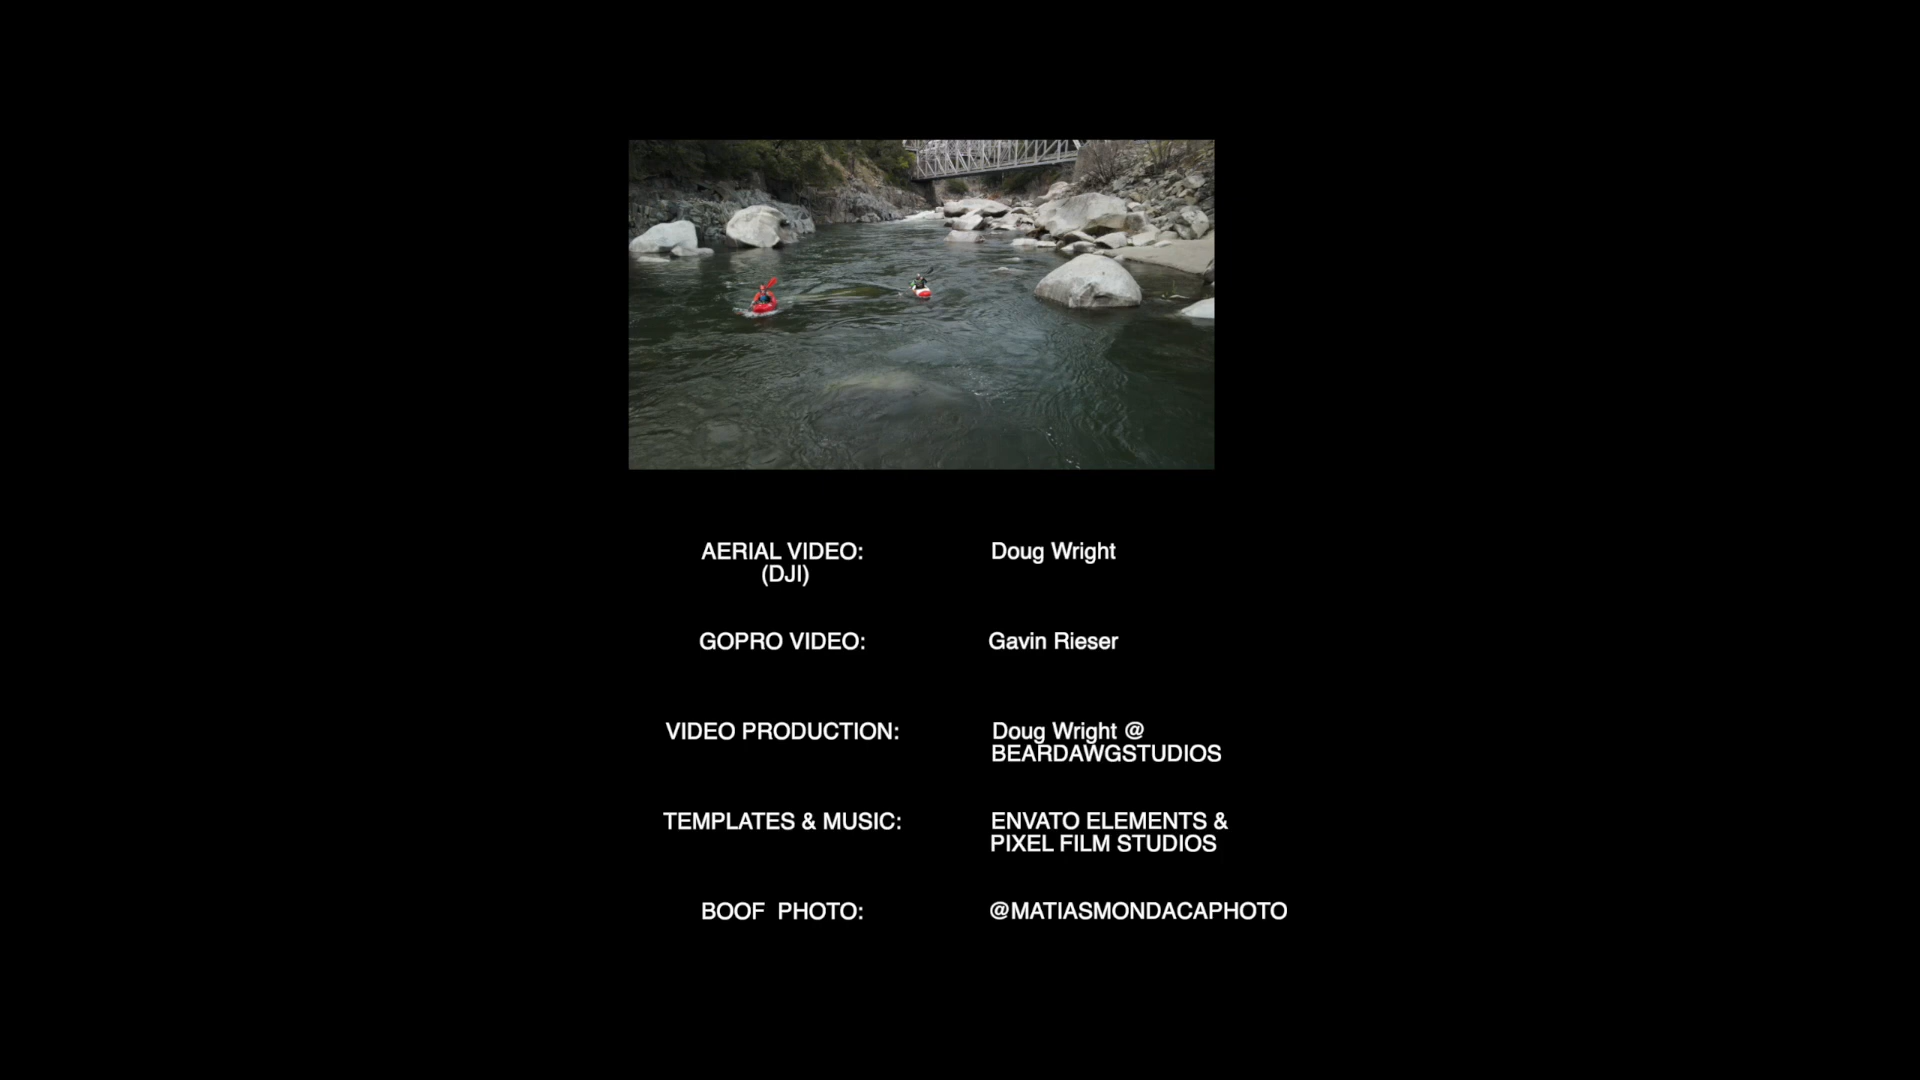 AERIAL VIDEO: Doug Wright
(DJI)
GOPRO VIDEO: Gavin Rieser
VIDEO PRODUCTION: Doug Wright @
BEARDAWGSTUDIOS
TEMPLATES & MUSIC: ENVATO ELEMENTS &
PIXEL FILM STUDIOS
BOOF  PHOTO: @MATIASMONDACAPHOTO